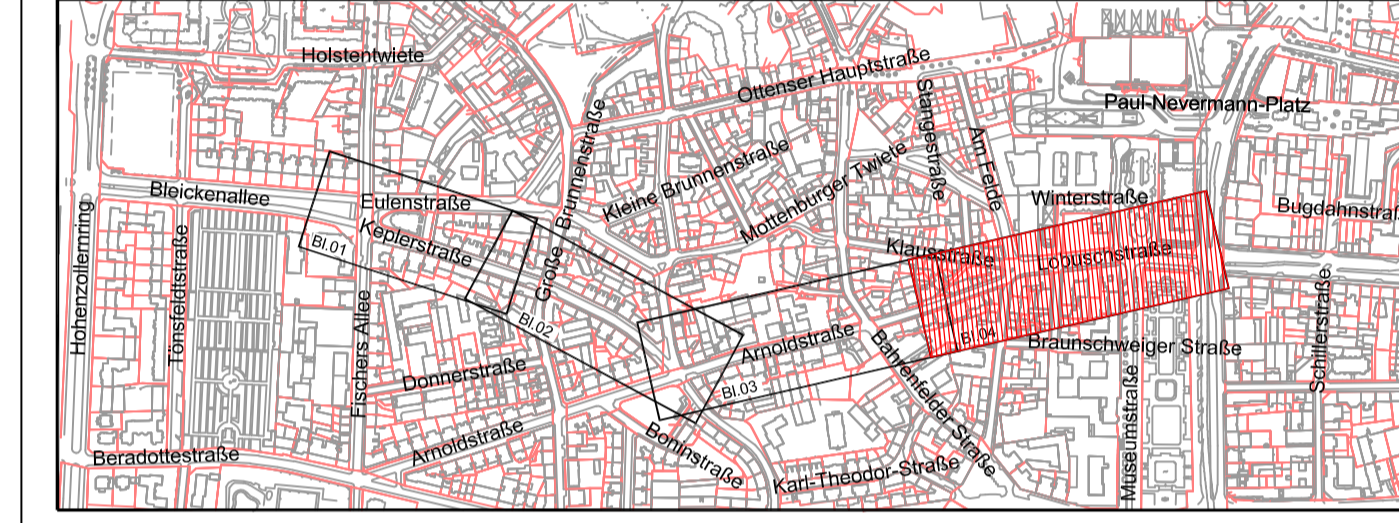 Holstentwiete
Ottenser Hauptstraße
Paul-Nevermann-Platz
Stangestraße
Am Felde
Große Brunnenstraße
Kleine Brunnenstraße
Mottenburger Twiete
Bleickenallee
Eulenstraße
Winterstraße
Bugdahnstraß
Hohenzollernring
Tönsfeldtstraße
Keplerstraße
Bl.01
Klausstraße
Lobuschstraße
Fischers Allee
Bl.02
Arnoldstraße
Bl.04
Braunschweiger Straße
Schillerstraße
Donnerstraße
Bl.03
Bahrenfelder Straße
Museumstraße
Beradottestraße
Arnoldstraße
Boninstraße
Karl-Theodor-Straße